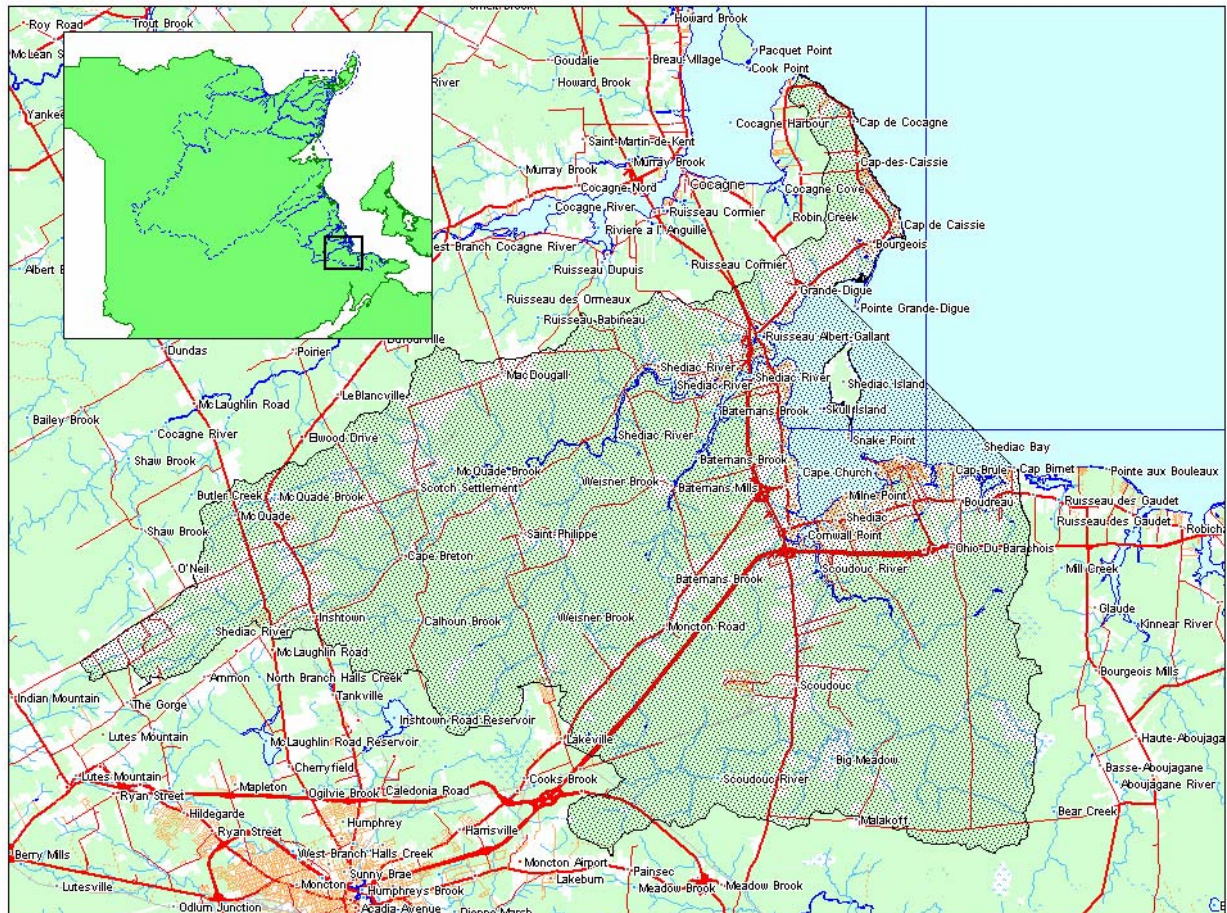 Howard Brook
Roy Road
Trout Brook
Pacquet Point
Goudalie
Breau-Village
Cook Point
Howard Brook
Cocagne Harbour
Cap de Cocagne
Saint-Martin-de-Kent
Murray Brook
Cap-des-Caissie
Murray Brook
Cocagne-Nord
Cocagne
Cocagne Cove
Cocagne River
Ruisseau Cormier
Robin Creek
Cap de Caissie
Riviere a l'Anguille
Bourgeois
est Branch Cocagne River
Ruisseau Dupuis
Ruisseau Cormier
Grande-Digue
Ruisseau des Ormeaux
Pointe Grande-Digue
Ruisseau-Babineau
Ruisseau Albert-Gallant
Dundas
Poirier
MacDougall
Shediac River
Shediac River
Shediac River
Shediac Island
LeBlancville
McLaughlin Road
Batemans Brook
Skull Island
Bailey Brook
Cocagne River
Elwood Drive
Shediac River
Snake Point
Shediac Bay
Shaw Brook
McQuade Brook
Batemans Brook
Cape-Church
Cap-Brule
Cap Bimet
Pointe aux Bouleaux
Scotch Settlement
Weisner Brook
Batemans Mills
Milne Point
Boudreau
Butler Creek
McQuade Brook
Ruisseau des Gaudet
McQuade
Shediac
Ruisseau des Gaudet
Shaw Brook
Saint-Philippe
Cornwall Point
Robicha
Cape Breton
Ohio-Du-Barachois
O'Neil
Scoudouc River
Mill Creek
Batemans Brook
Glaude
Calhoun Brook
Weisner Brook
Irishtown
Moncton Road
Kinnear River
Shediac River
McLaughlin Road
Ammon
North Branch Halls Creek
Bourgeois Mills
Indian Mountain
The Gorge
Tankville
Scoudouc
Irishtown Road Reservoir
Lutes Mountain
McLaughlin Road Reservoir
Lakeville
Haute-Aboujaga
Cherryfield
Big Meadow
Basse-Aboujagane
Lutes Mountain
Cooks Brook
Scoudouc River
Aboujagane River
Ryan Street
Mapleton
Ogilvie Brook
Caledonia Road
Hildegarde
Humphrey
Harrisville
Malakoff
Bear Creek
Ryan Street
Berry Mills
West Branch Halls Creek
Moncton Airport
Painsec
Sunny Brae
Lakeburn
Lutesville
Moncton
Humphreys Brook
Meadow Brook
Meadow Brook
Odlum Junction
Acadia-Avenue